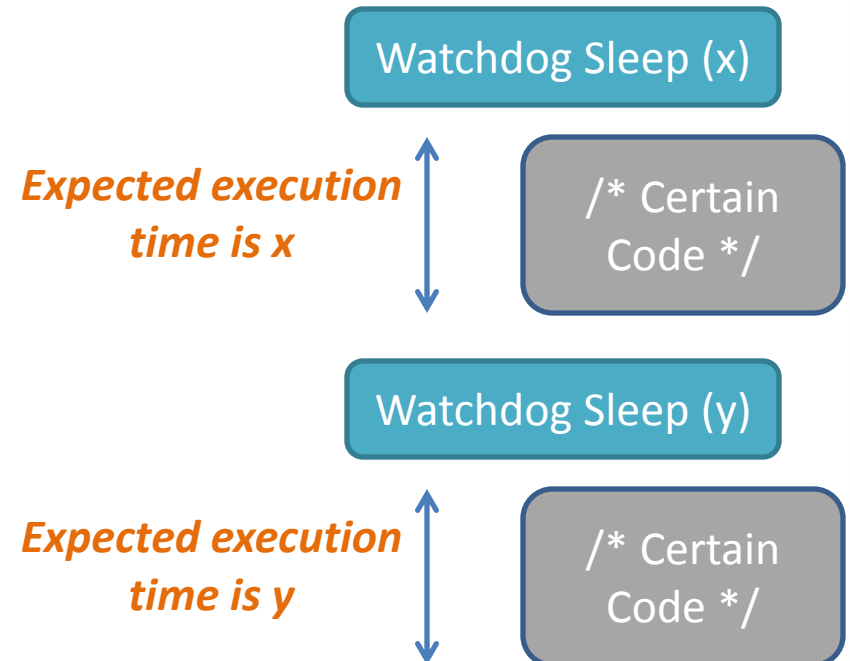 Watchdog Sleep (x)
Expected execution
time is x
/* Certain
Code */
Watchdog Sleep (y)
Expected execution
time is y
/* Certain
Code */